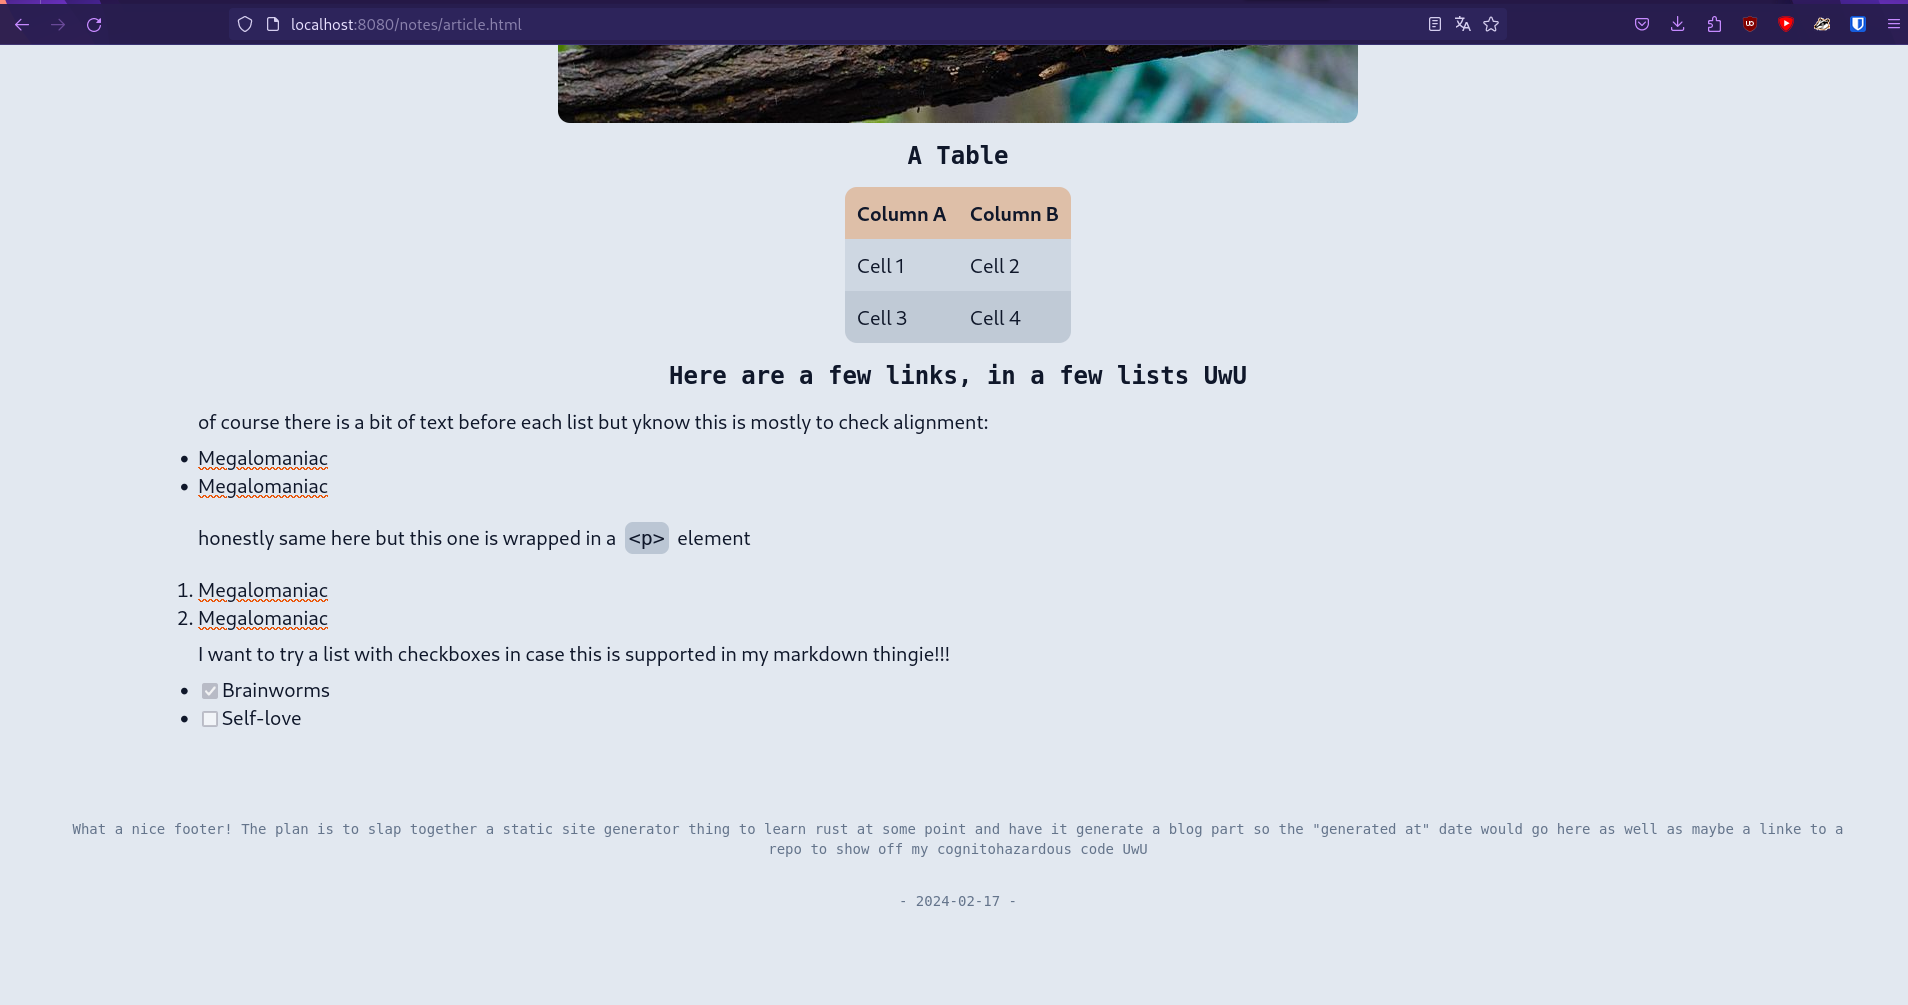 localhost:8080/notes/article.html
A Table
Column A Column B
Cell 1 Cell 2
Cell 3 Cell 4
Here are a few links, in a few lists UwU
of course there is a bit of text before each list but yknow this is mostly to check alignment:
• Megalomaniac
• Megalomaniac
honestly same here but this one is wrapped in a <p> element
1. Megalomaniac
2. Megalomaniac
I want to try a list with checkboxes in case this is supported in my markdown thingie!!!
• Brainworms
• Self-love
What a nice footer! The plan is to slap together a static site generator thing to learn rust at some point and have it generate a blog part so the "generated at" date would go here as well as maybe a linke to a
repo to show off my cognitohazardous code UwU
- 2024-02-17 -